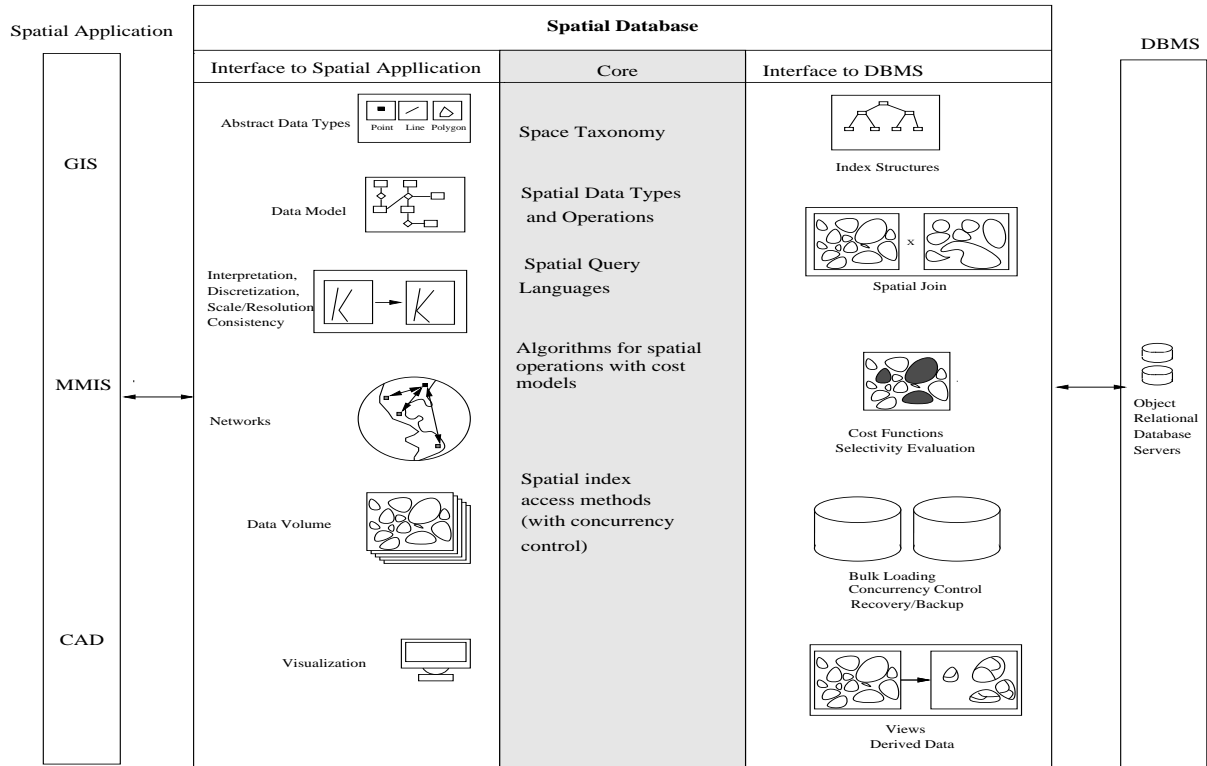 Spatial Application
Spatial Database
DBMS
Interface to Spatial Appllication
Core
Interface to DBMS
GIS
MMIS
CAD
Abstract Data Types
Point Line Polygon
Data Model
Interpretation,
Discretization,
Scale/Resolution
Consistency
Networks
Data Volume
Visualization
Space Taxonomy
Spatial Data Types
and Operations
Spatial Query
Languages
Algorithms for spatial
operations with cost
models
Spatial index
access methods
(with concurrency
control)
Index Structures
x
Spatial Join
Cost Functions
Selectivity Evaluation
Bulk Loading
Concurrency Control
Recovery/Backup
Views
Derived Data
Object
Relational
Database
Servers